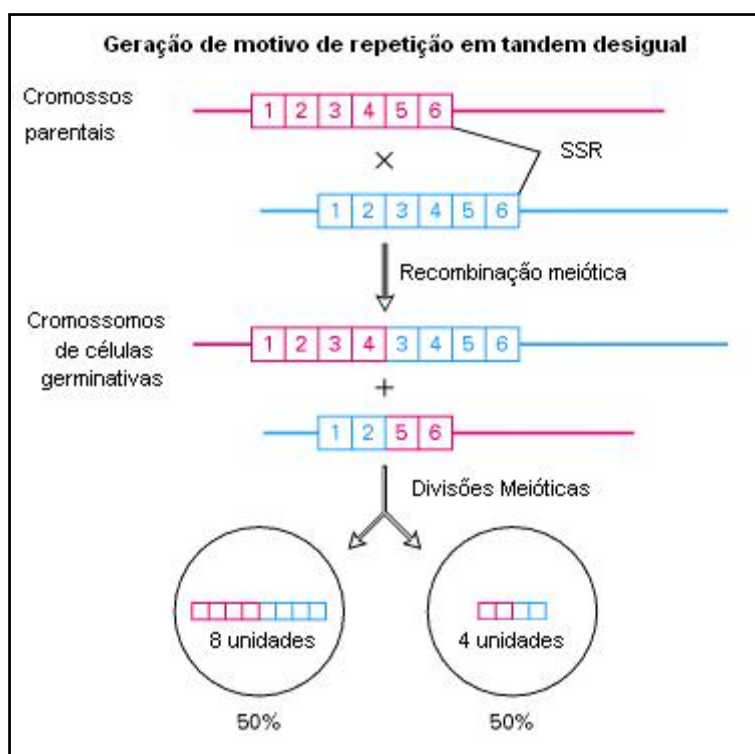 Geração de motivo de repetição em tandem desigual
Cromossos
parentais
1 2 3 4 5 6
SSR
×
1 2 3 4 5 6
Recombinação meiótica
Cromossomos
de células
germinativas
1 2 3 4 3 4 5 6
+
1 2 5 6
Divisões Meióticas
8 unidades
4 unidades
50%
50%